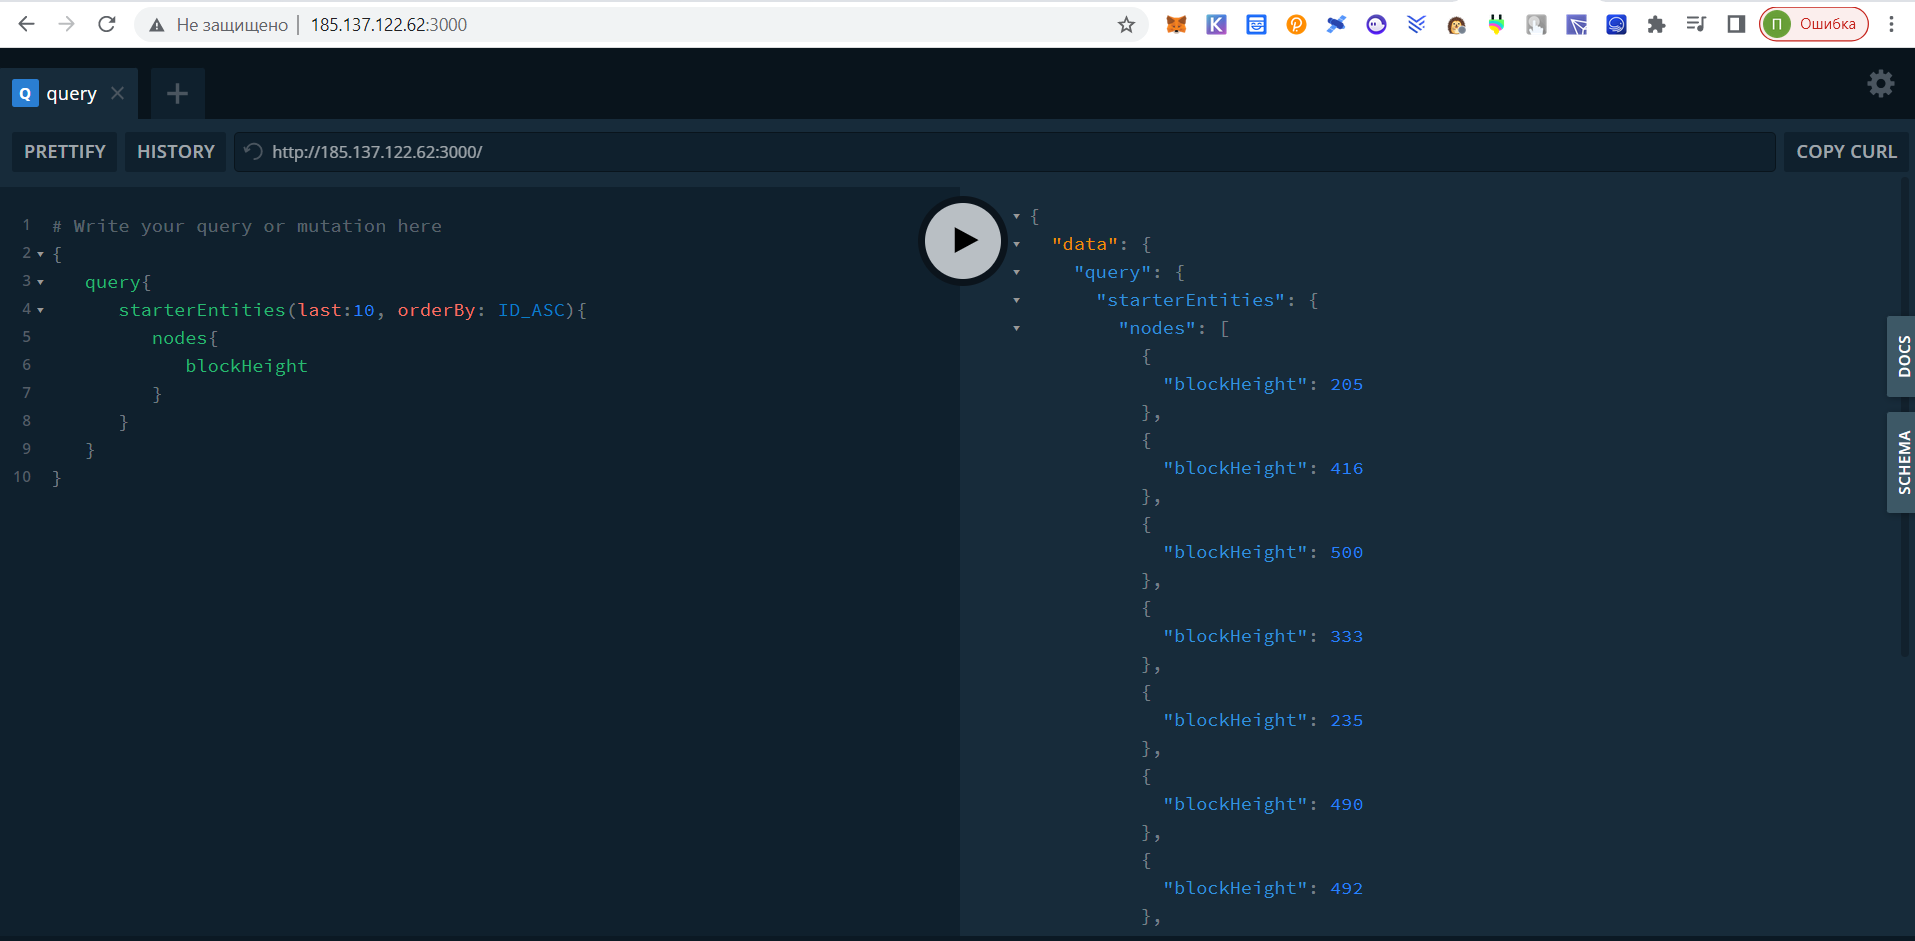 Не защищено | 185.137.122.62:3000
П Ошибка
Q query
PRETTIFY HISTORY http://185.137.122.62:3000/ COPY CURL
1 # Write your query or mutation here
2 {
3 query{
4 starterEntities(last:10, orderBy: ID_ASC){
5 nodes{
6 blockHeight
7 }
8 }
9 }
10 }
{
"data": {
"query": {
"starterEntities": {
"nodes": [
{
"blockHeight": 205
},
{
"blockHeight": 416
},
{
"blockHeight": 500
},
{
"blockHeight": 333
},
{
"blockHeight": 235
},
{
"blockHeight": 490
},
{
"blockHeight": 492
},
DOCS
SCHEMA